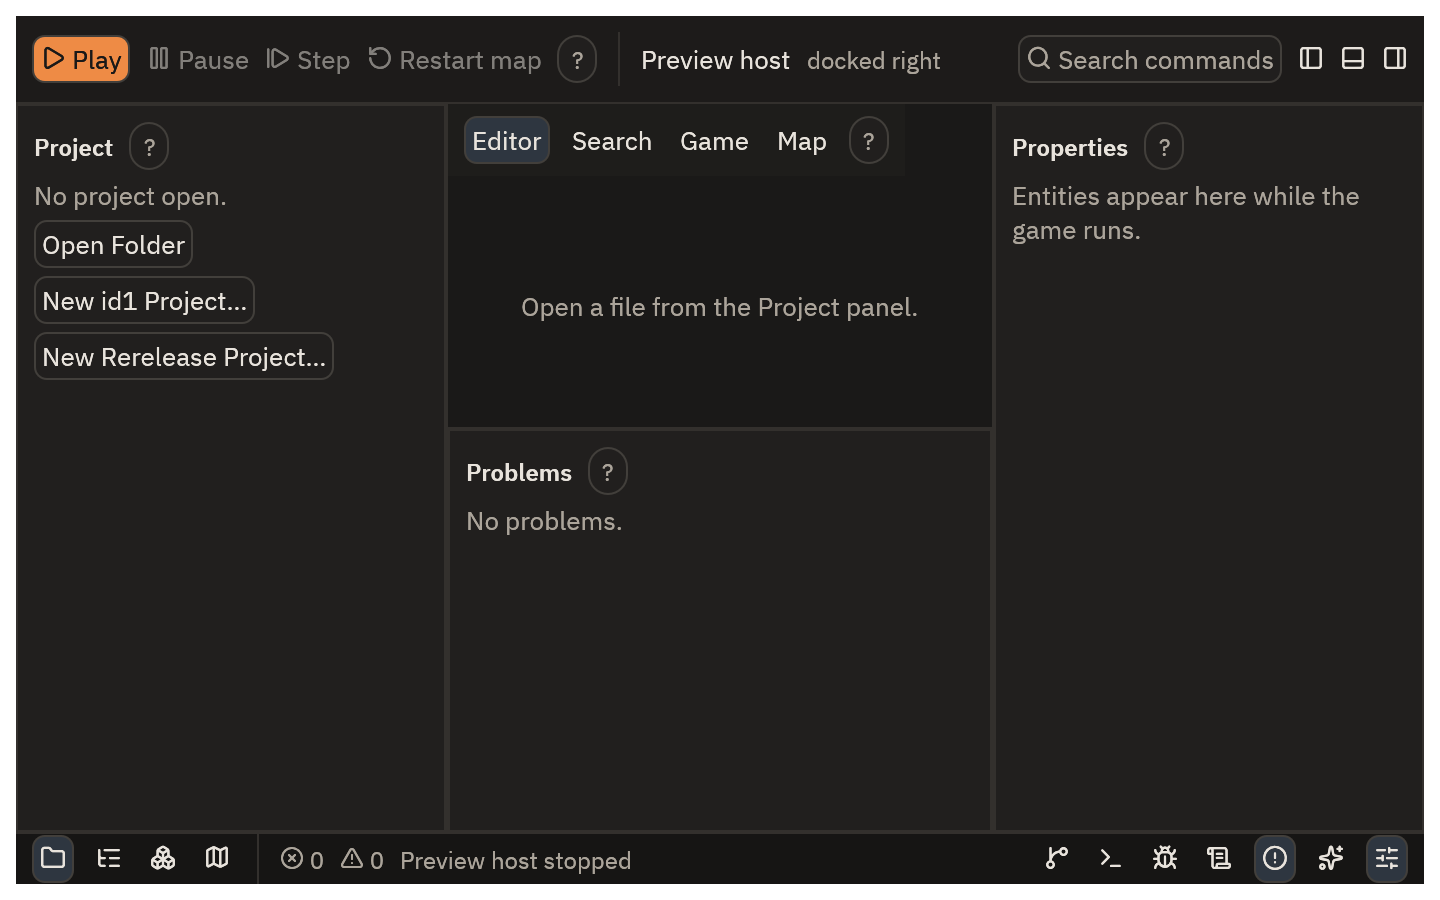 Play Pause Step Restart map ? Preview host docked right Search commands
Project ?
No project open.
Open Folder
New id1 Project...
New Rerelease Project...
Editor Search Game Map ?
Open a file from the Project panel.
Problems ?
No problems.
Properties ?
Entities appear here while the
game runs.
0 0 Preview host stopped